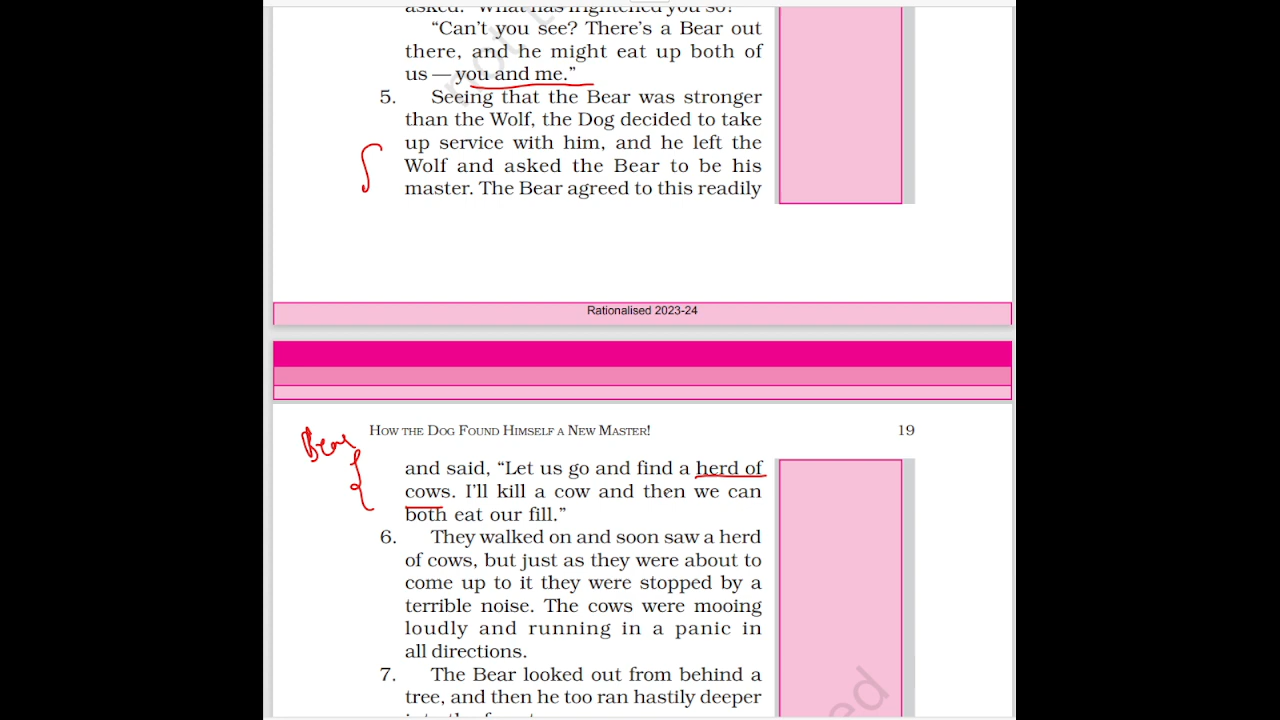 asked. "What has frightened you so?"
"Can't you see? There's a Bear out
there, and he might eat up both of
us — you and me."
5. Seeing that the Bear was stronger
than the Wolf, the Dog decided to take
up service with him, and he left the
Wolf and asked the Bear to be his
master. The Bear agreed to this readily
Rationalised 2023-24
HOW THE DOG FOUND HIMSELF A NEW MASTER! 19
Bear
and said, "Let us go and find a herd of
cows. I'll kill a cow and then we can
both eat our fill."
6. They walked on and soon saw a herd
of cows, but just as they were about to
come up to it they were stopped by a
terrible noise. The cows were mooing
loudly and running in a panic in
all directions.
7. The Bear looked out from behind a
tree, and then he too ran hastily deeper